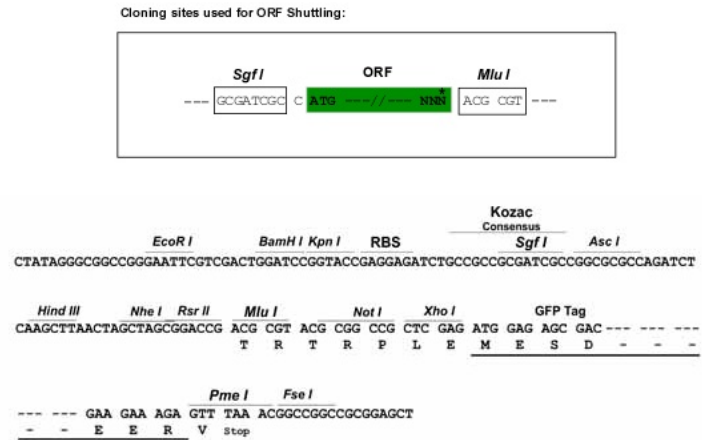 Cloning sites used for ORF Shuttling:
Sgf I ORF Mlu I
--- GCGATCGC C ATG ---//--- NNN* ACG CGT ---
Kozac
Consensus
EcoR I BamH I Kpn I RBS Sgf I Asc I
CTATAGGGCGGCCGGGAATTCGTCGACTGGATCCGGTACCGAGGAGATCTGCCGCCGCGATCGCCGGCGCGCCAGATCT
Hind III Nhe I Rsr II Mlu I Not I Xho I GFP Tag
CAAGCTTAACTAGCTAGCGGACCG ACG CGT ACG CGG CCG CTC GAG ATG GAG AGC GAC--- --- ---
T R T R P L E M E S D - - -
Pme I Fse I
--- --- GAA GAA AGA GTT TAA ACGGCCGGCCGCGGAGCT
- - E E R V Stop